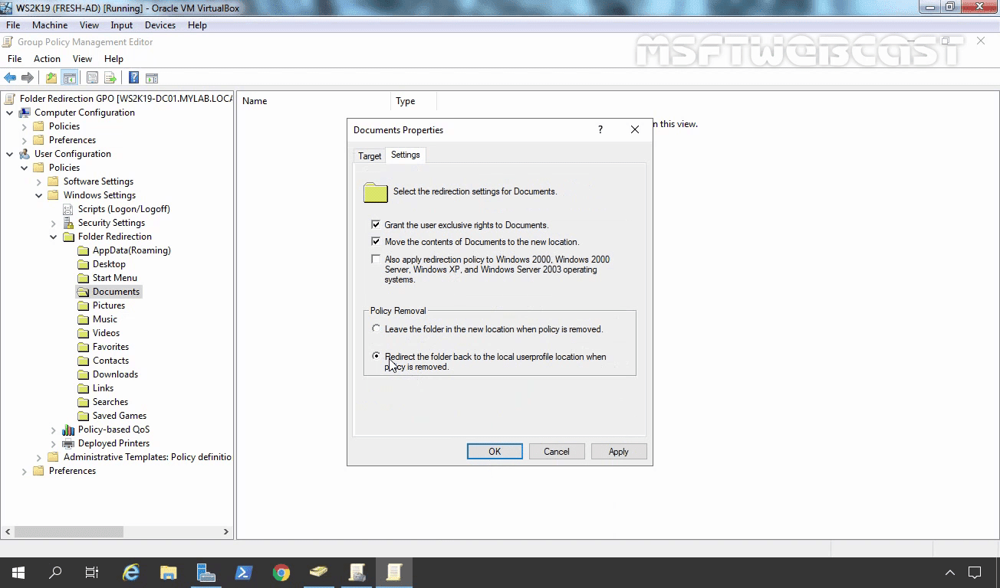 WS2K19 (FRESH-AD) [Running] - Oracle VM VirtualBox
File Machine View Input Devices Help
Group Policy Management Editor
MSFTWEBCAST
File Action View Help
Folder Redirection GPO [WS2K19-DC01.MYLAB.LOCA
Name Type
Computer Configuration
Policies
n this view.
Preferences
User Configuration
Policies
Software Settings
Windows Settings
Scripts (Logon/Logoff)
Security Settings
Folder Redirection
AppData(Roaming)
Desktop
Start Menu
Documents
Pictures
Music
Videos
Favorites
Contacts
Downloads
Links
Searches
Saved Games
Policy-based QoS
Deployed Printers
Administrative Templates: Policy definitio
Preferences
Documents Properties
?
Target Settings
Select the redirection settings for Documents.
Grant the user exclusive rights to Documents.
Move the contents of Documents to the new location.
Also apply redirection policy to Windows 2000, Windows 2000
Server, Windows XP, and Windows Server 2003 operating
systems.
Policy Removal
Leave the folder in the new location when policy is removed.
Redirect the folder back to the local userprofile location when
policy is removed.
OK Cancel Apply